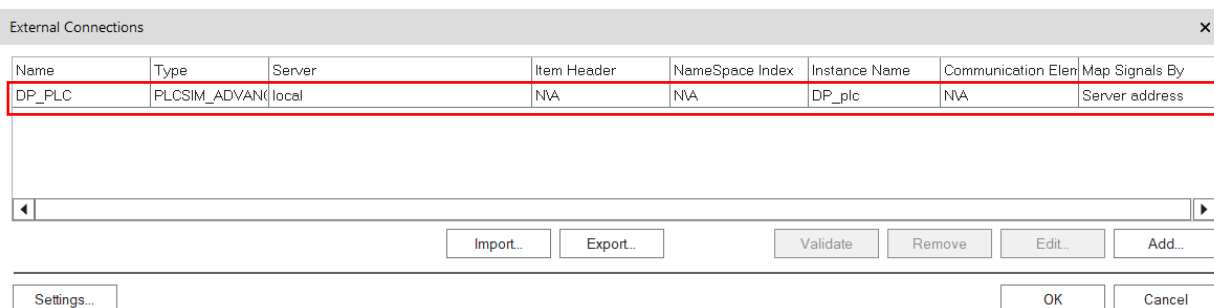 External Connections
Name Type Server Item Header NameSpace Index Instance Name Communication Elem Map Signals By
DP_PLC PLCSIM_ADVANC local N\A N\A DP_plc N\A Server address
Import... Export... Validate Remove Edit... Add...
Settings... OK Cancel